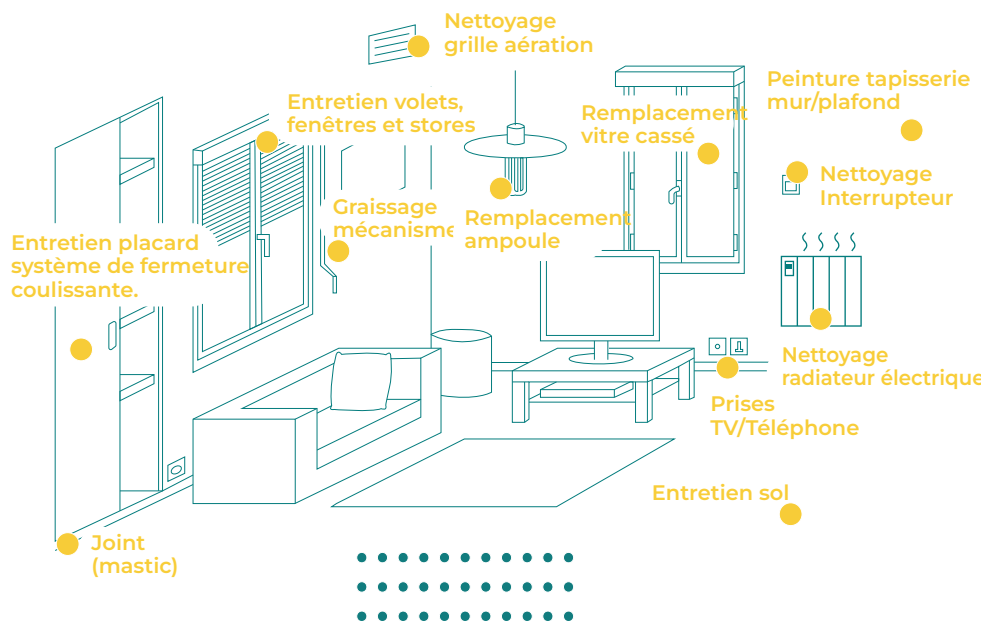 Nettoyage
grille aération
Entretien volets,
fenêtres et stores
Remplacement
vitre cassé
Peinture tapisserie
mur/plafond
Nettoyage
Interrupteur
Graissage
mécanisme
Remplacement
ampoule
Entretien placard
système de fermeture
coulissante.
Nettoyage
radiateur électrique
Prises
TV/Téléphone
Entretien sol
Joint
(mastic)